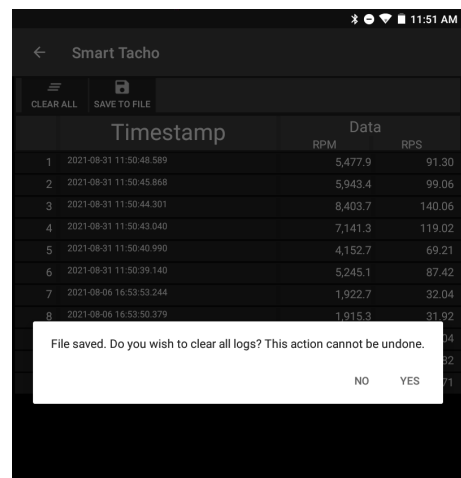 11:51 AM
Smart Tacho
CLEAR ALL SAVE TO FILE
Timestamp Data
RPM RPS
1 2021-08-31 11:50:48.589 5,477.9 91.30
2 2021-08-31 11:50:45.868 5,943.4 99.06
3 2021-08-31 11:50:44.301 8,403.7 140.06
4 2021-08-31 11:50:43.040 7,141.3 119.02
5 2021-08-31 11:50:40.990 4,152.7 69.21
6 2021-08-31 11:50:39.140 5,245.1 87.42
7 2021-08-06 16:53:53.244 1,922.7 32.04
8 2021-08-06 16:53:50.379 1,915.3 31.92
File saved. Do you wish to clear all logs? This action cannot be undone.
NO YES